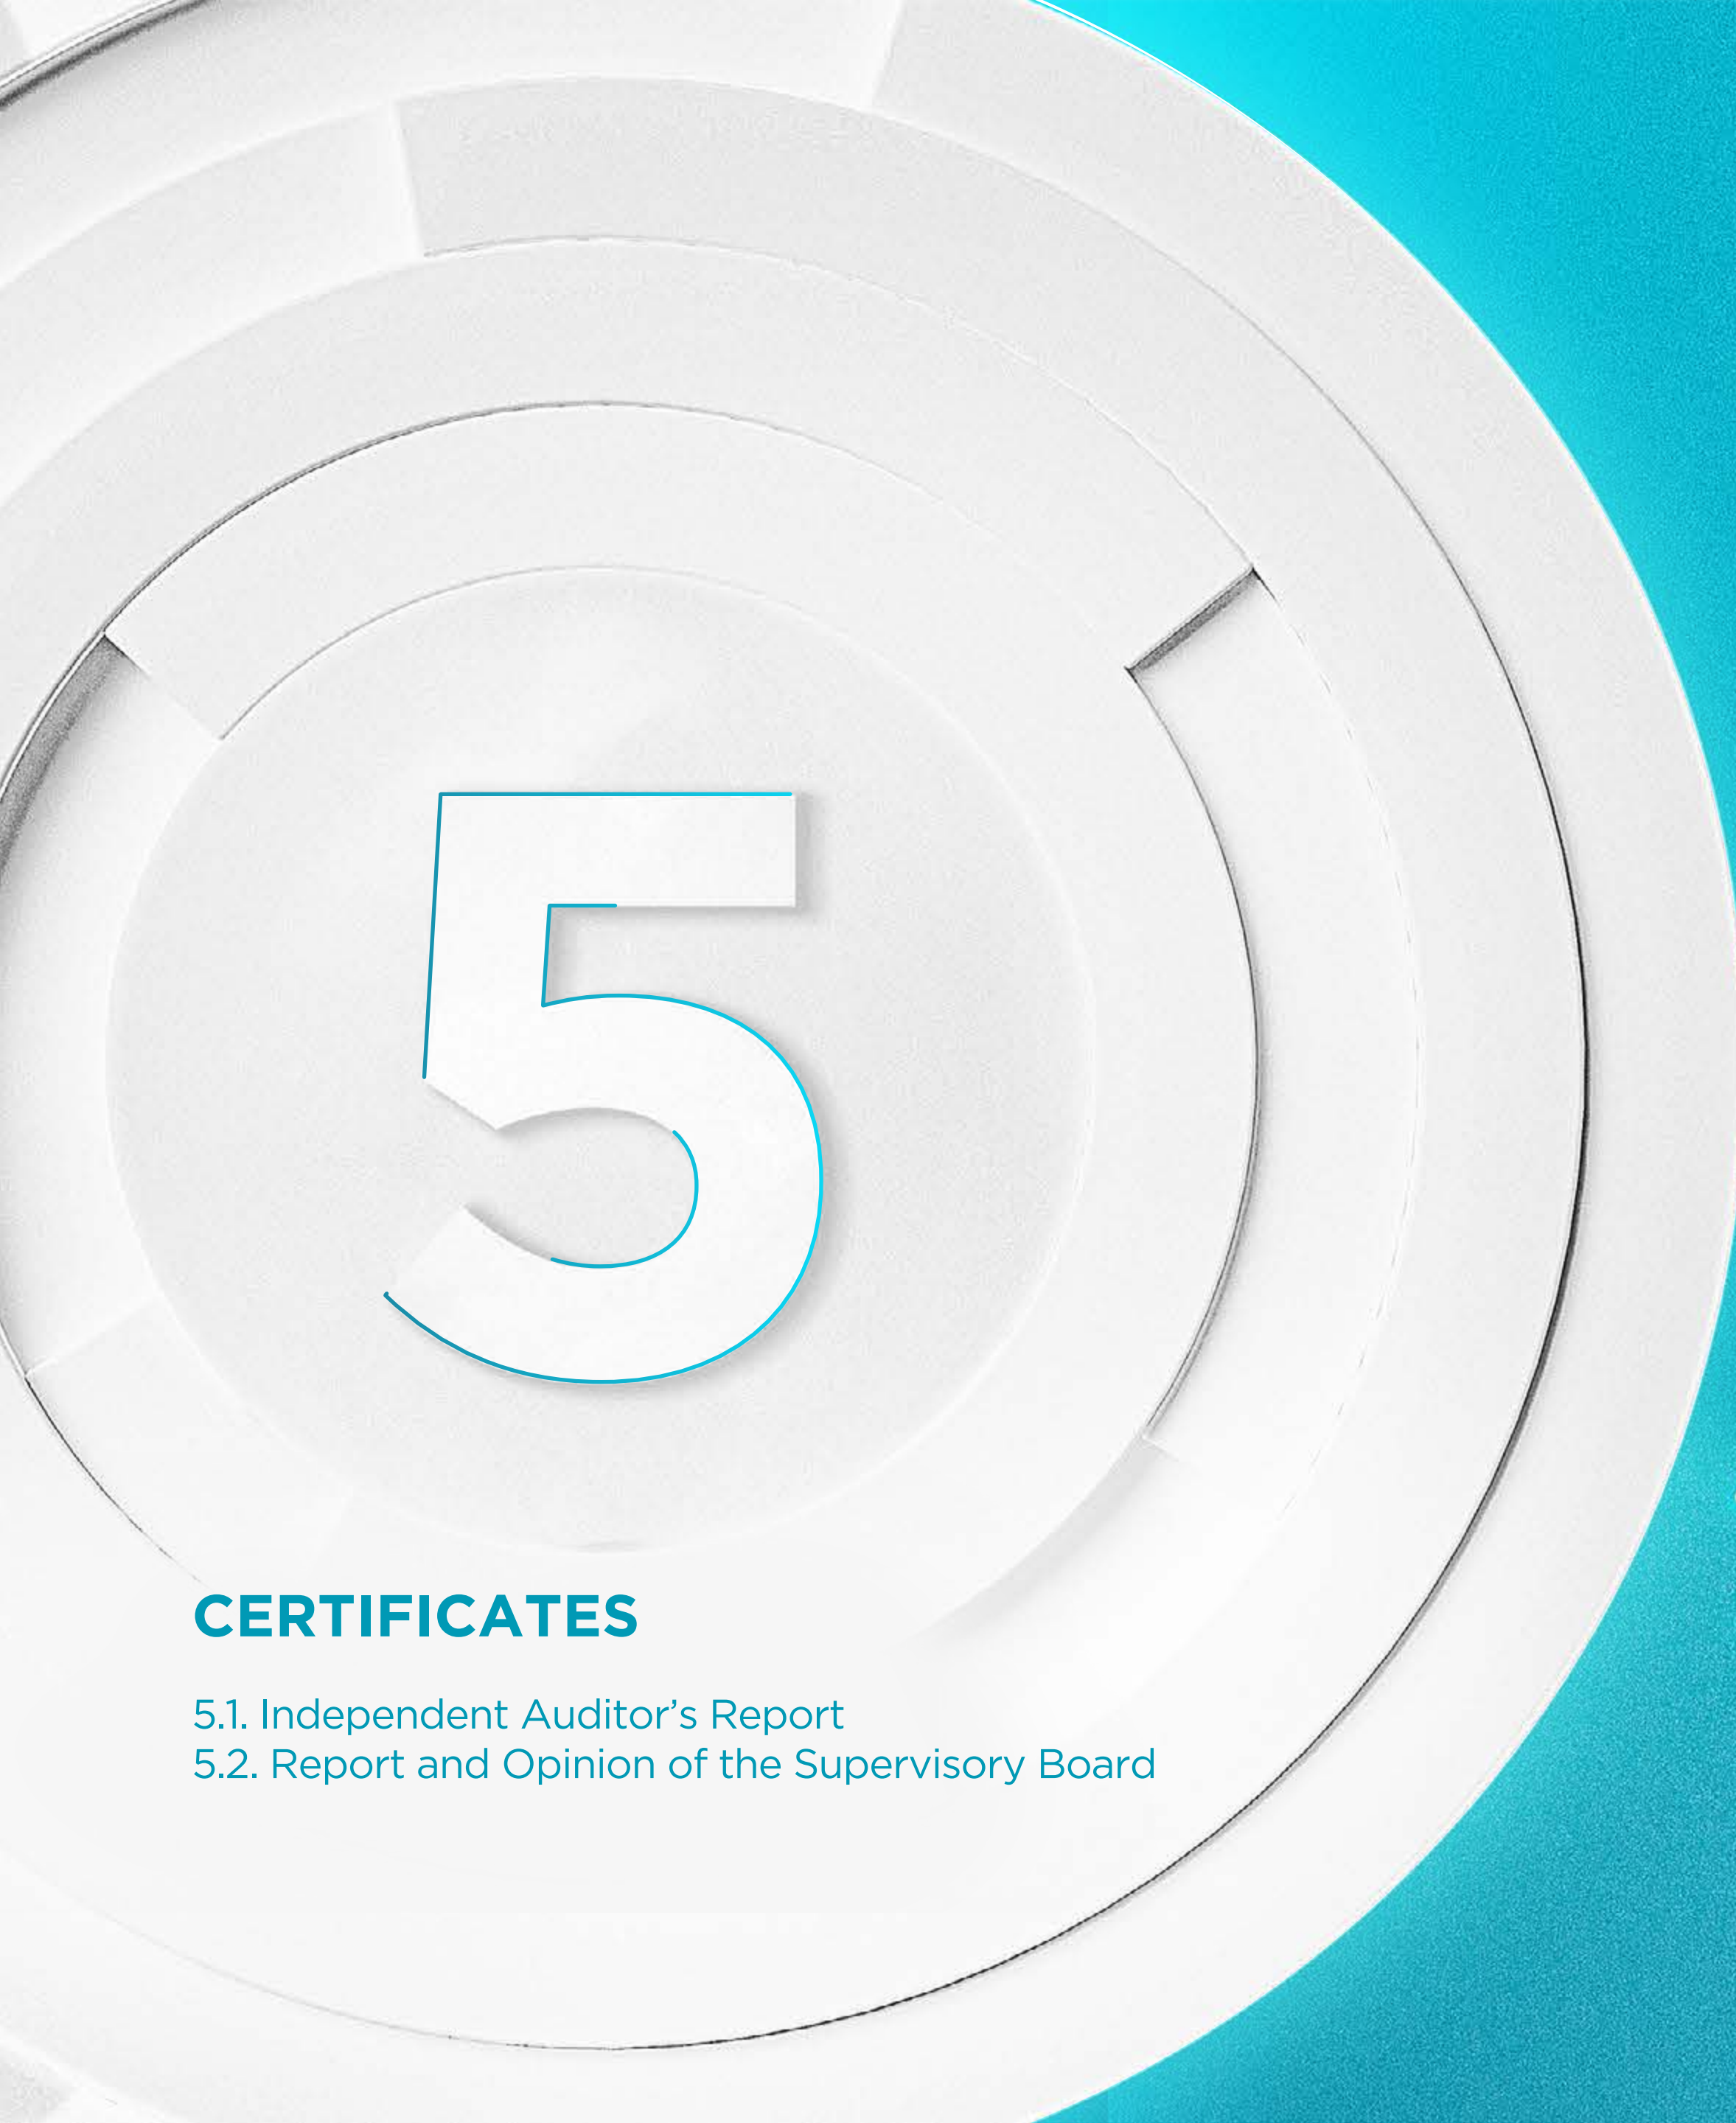 5
CERTIFICATES
5.1. Independent Auditor’s Report
5.2. Report and Opinion of the Supervisory Board